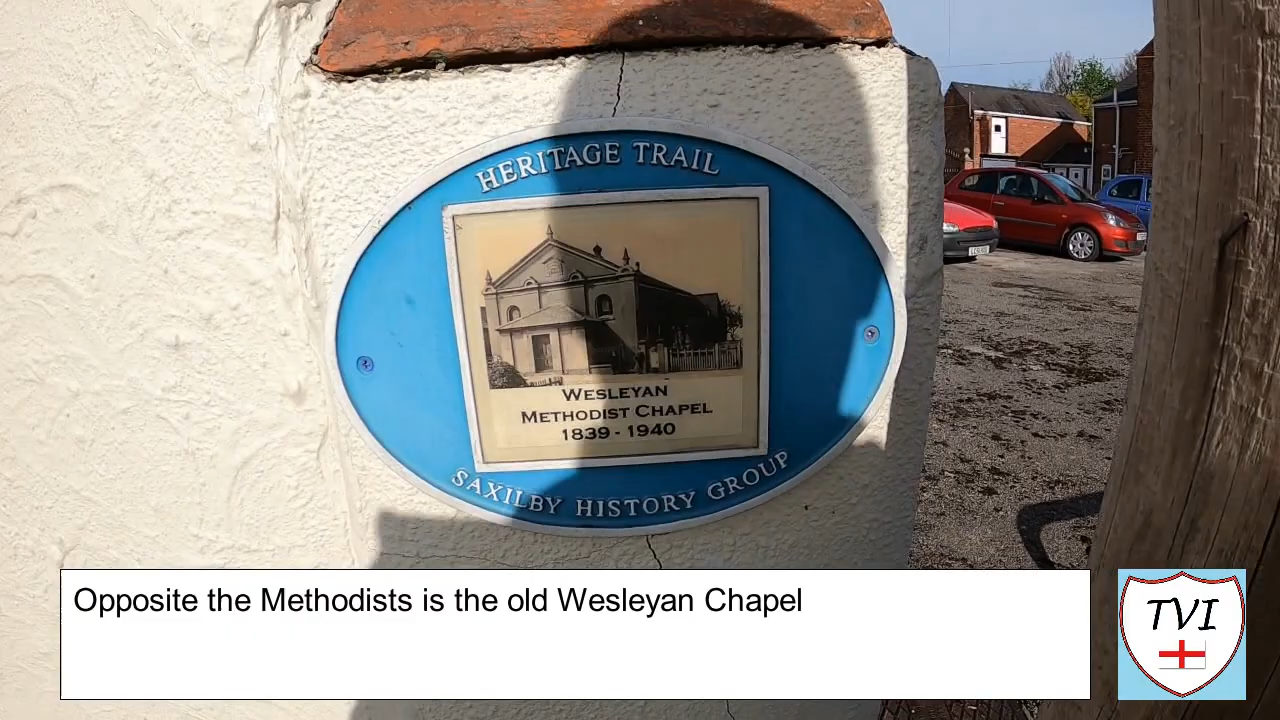 HERITAGE TRAIL
WESLEYAN
METHODIST CHAPEL
1839 - 1940
SAXILBY HISTORY GROUP
Opposite the Methodists is the old Wesleyan Chapel
TVI